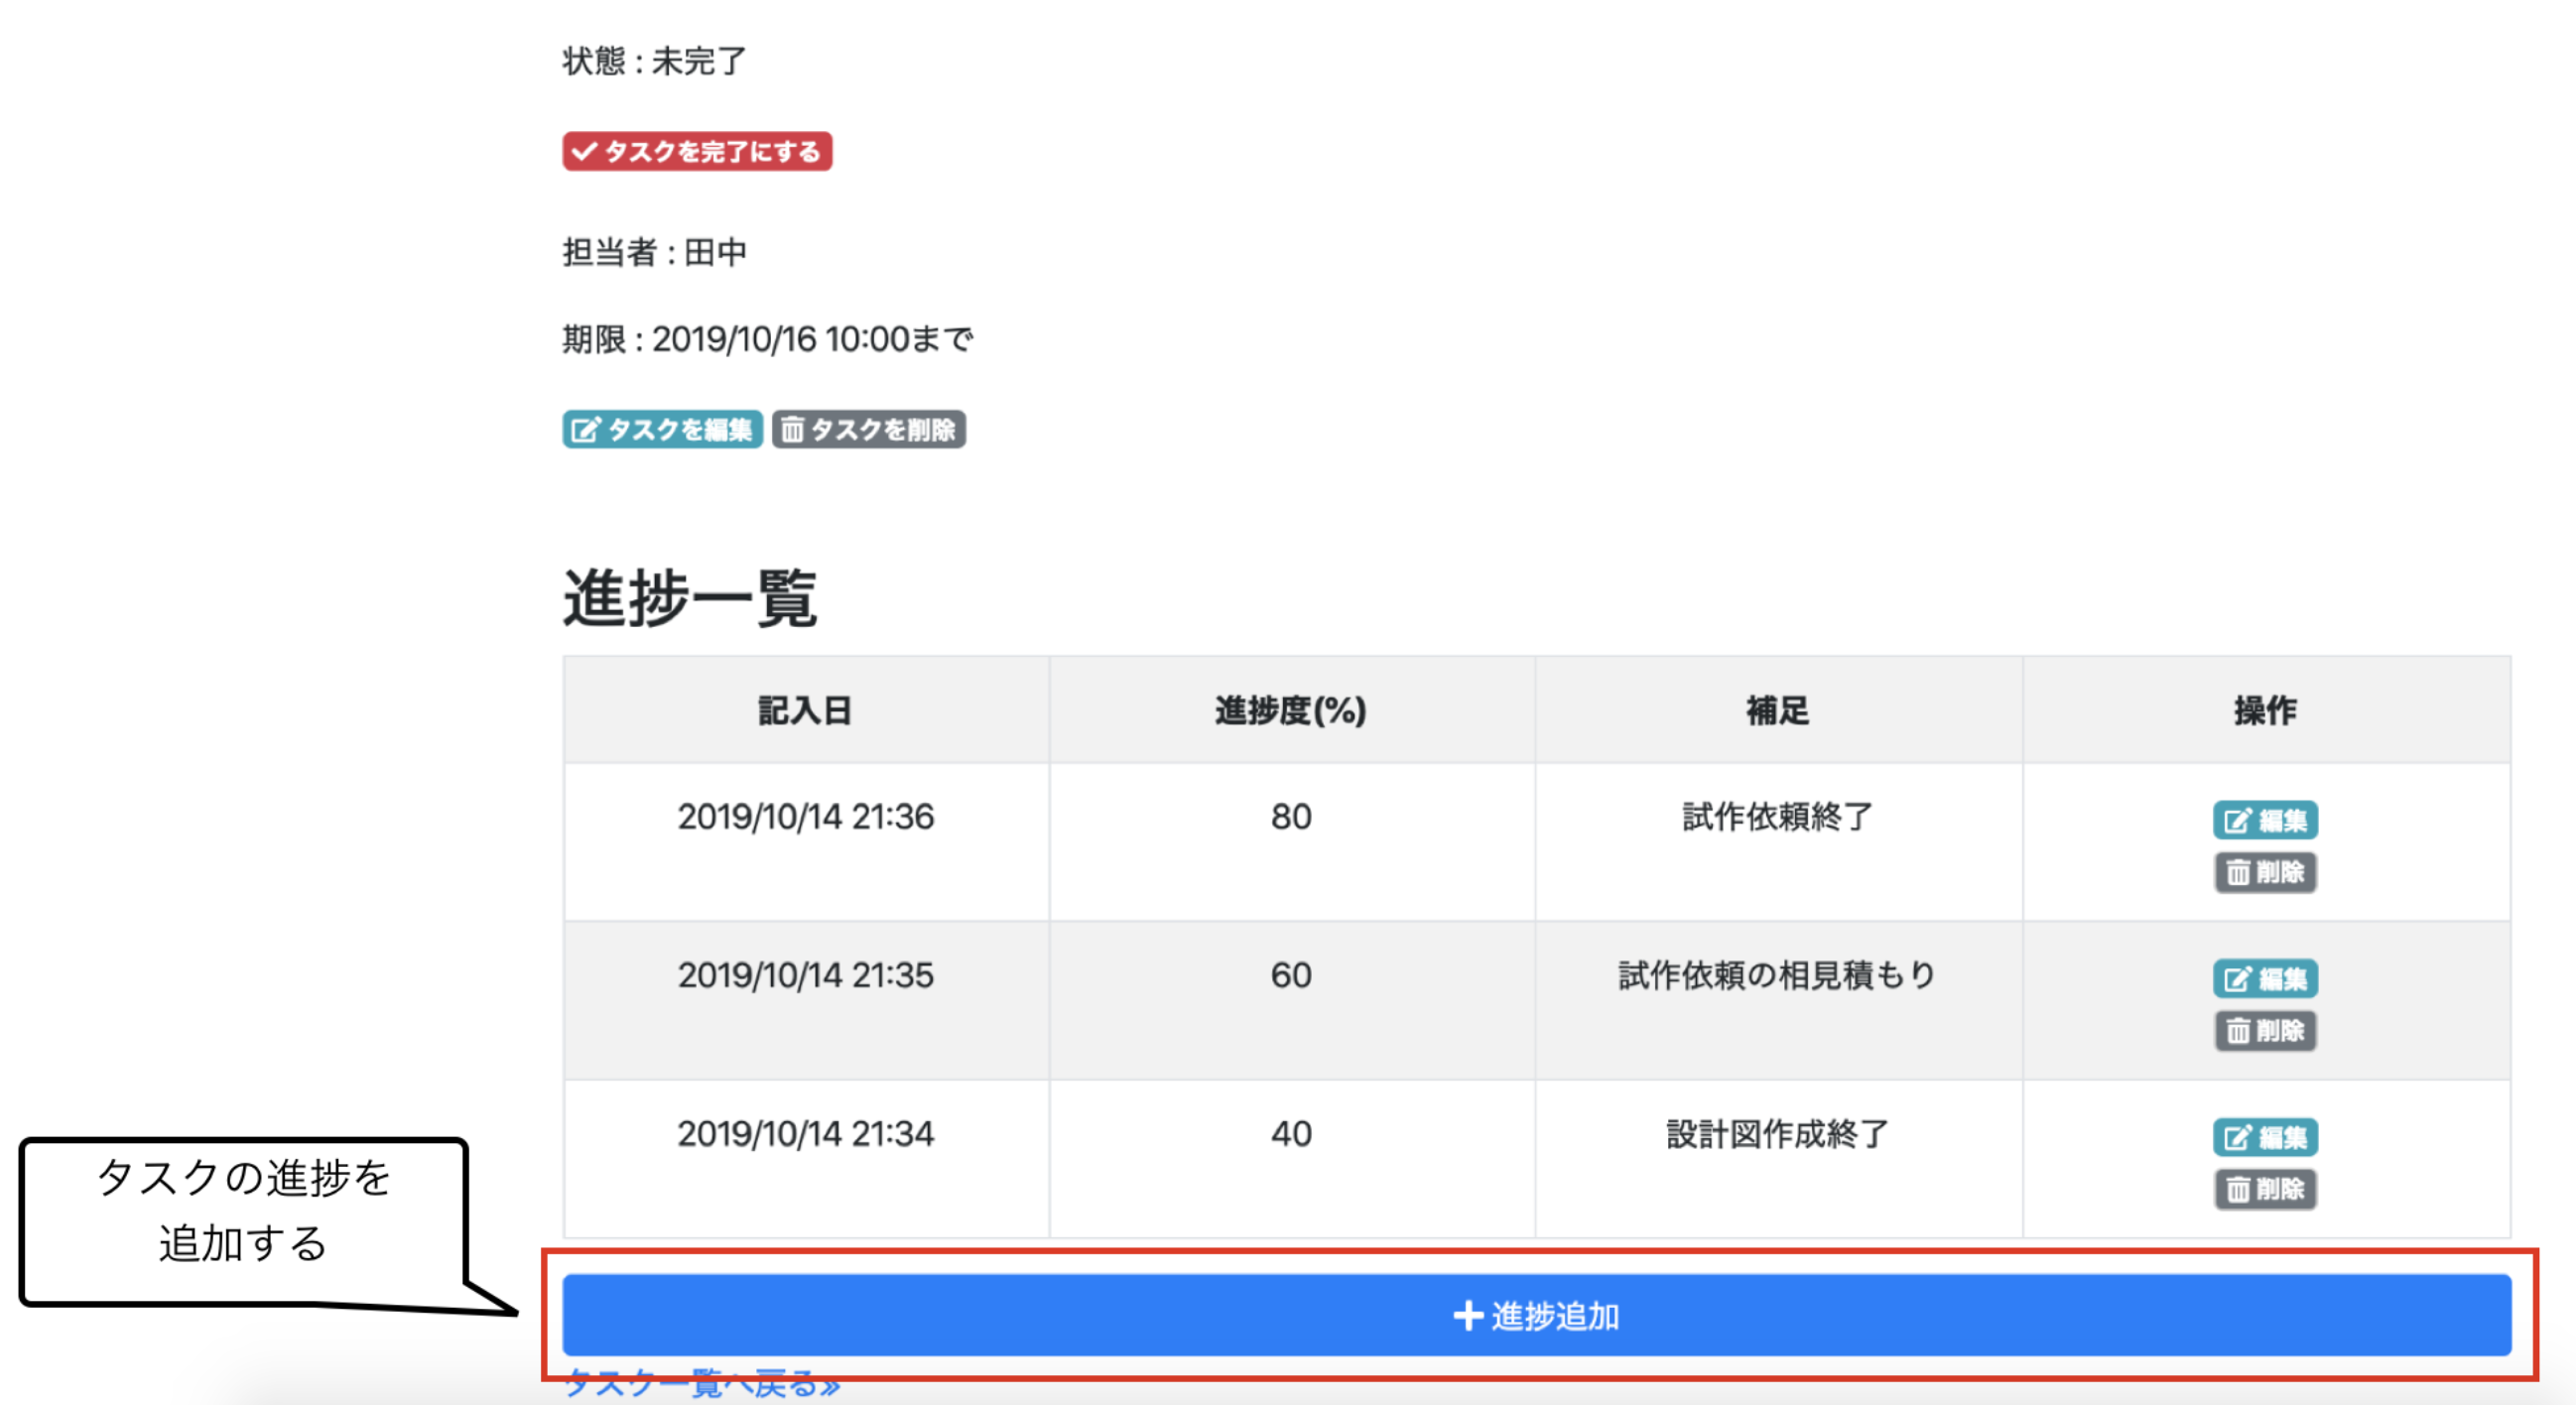 状態 : 未完了
タスクを完了にする
担当者 : 田中
期限 : 2019/10/16 10:00まで
タスクを編集 タスクを削除
進捗一覧
記入日 進捗度(%) 補足 操作
2019/10/14 21:36 80 試作依頼終了 編集
削除
2019/10/14 21:35 60 試作依頼の相見積もり 編集
削除
2019/10/14 21:34 40 設計図作成終了 編集
削除
タスクの進捗を
追加する
進捗追加
タスク一覧へ戻る»